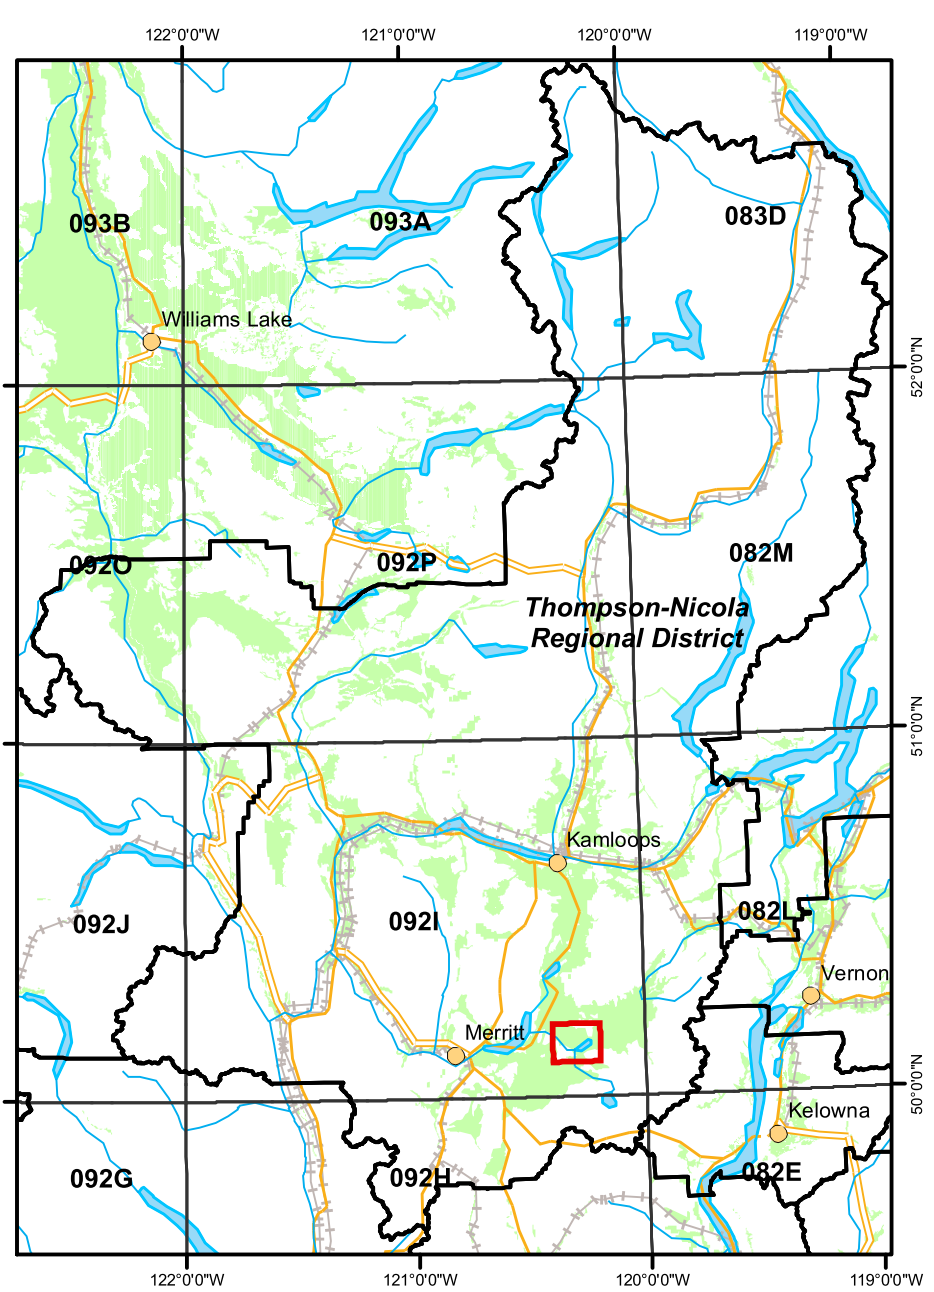 122°0'0"W
121°0'0"W
120°0'0"W
119°0'0"W
093B
093A
083D
Williams Lake
52°0'0"N
092O
092P
082M
Thompson-Nicola
Regional District
51°0'0"N
Kamloops
092J
092I
082L
Vernon
Merritt
50°0'0"N
Kelowna
092G
092H
082E
122°0'0"W
121°0'0"W
120°0'0"W
119°0'0"W